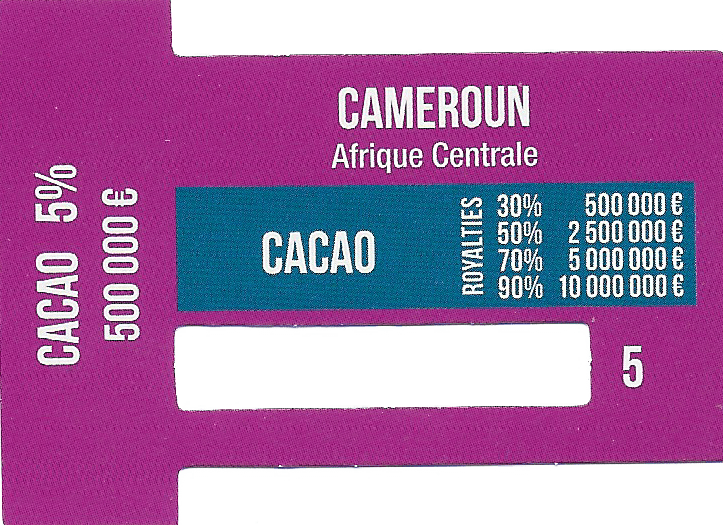 CACAO 5%
500 000 €
CAMEROUN
Afrique Centrale
CACAO
ROYALTIES
30% 500 000 €
50% 2 500 000 €
70% 5 000 000 €
90% 10 000 000 €
5